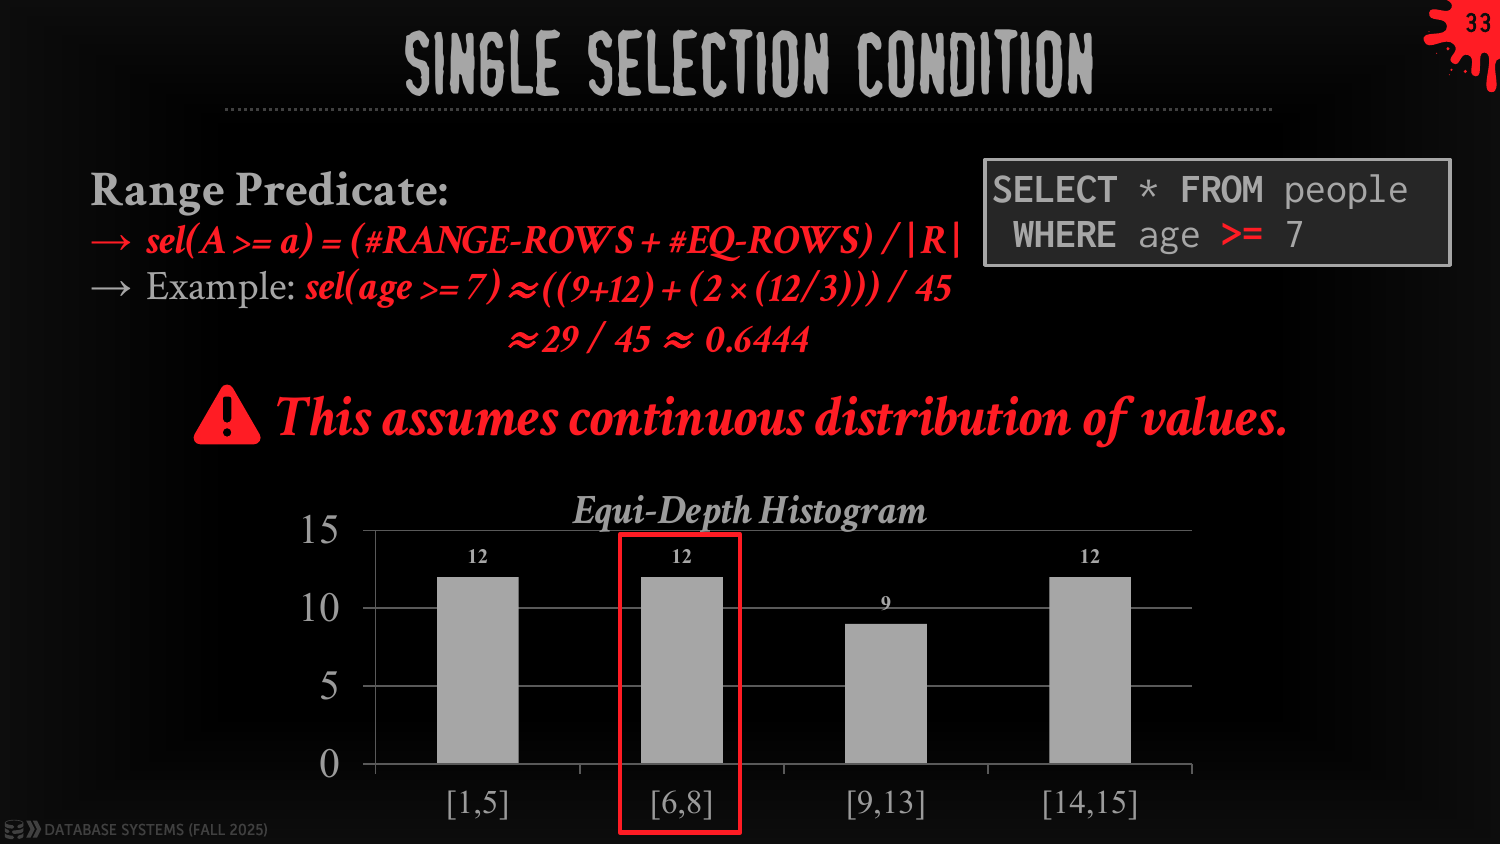 33
SINGLE SELECTION CONDITION
Range Predicate:
→ sel(A >= a) = (#RANGE-ROWS + #EQ-ROWS) / |R|
→ Example: sel(age >= 7) ≈ ((9+12) + (2 × (12/3))) / 45
≈ 29 / 45 ≈ 0.6444
SELECT * FROM people
WHERE age >= 7
This assumes continuous distribution of values.
Equi-Depth Histogram
15
10
5
0
12
12
9
12
[1,5]
[6,8]
[9,13]
[14,15]
DATABASE SYSTEMS (FALL 2025)